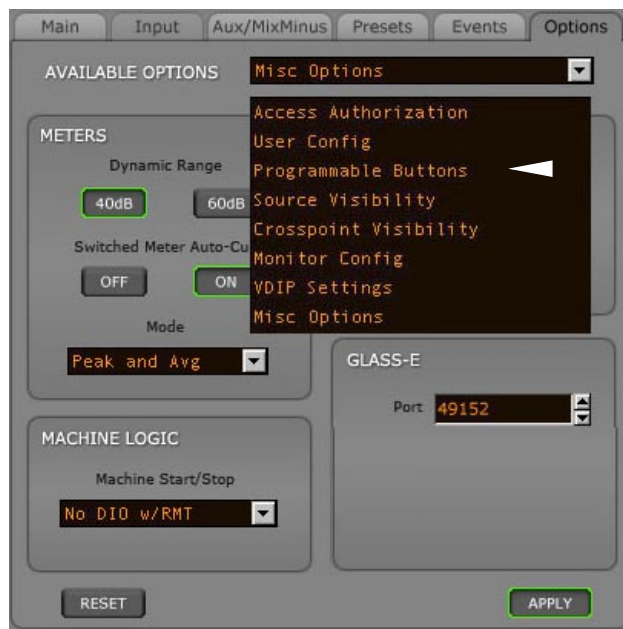 Main Input Aux/MixMinus Presets Events Options
AVAILABLE OPTIONS Misc Options
Access Authorization
User Config
Programmable Buttons
Source Visibility
Crosspoint Visibility
Monitor Config
VDIP Settings
Misc Options
METERS
Dynamic Range
40dB 60dB
Switched Meter Auto-Cu
OFF ON
Mode
Peak and Avg
GLASS-E
Port 49152
MACHINE LOGIC
Machine Start/Stop
No DIO w/RMT
RESET APPLY